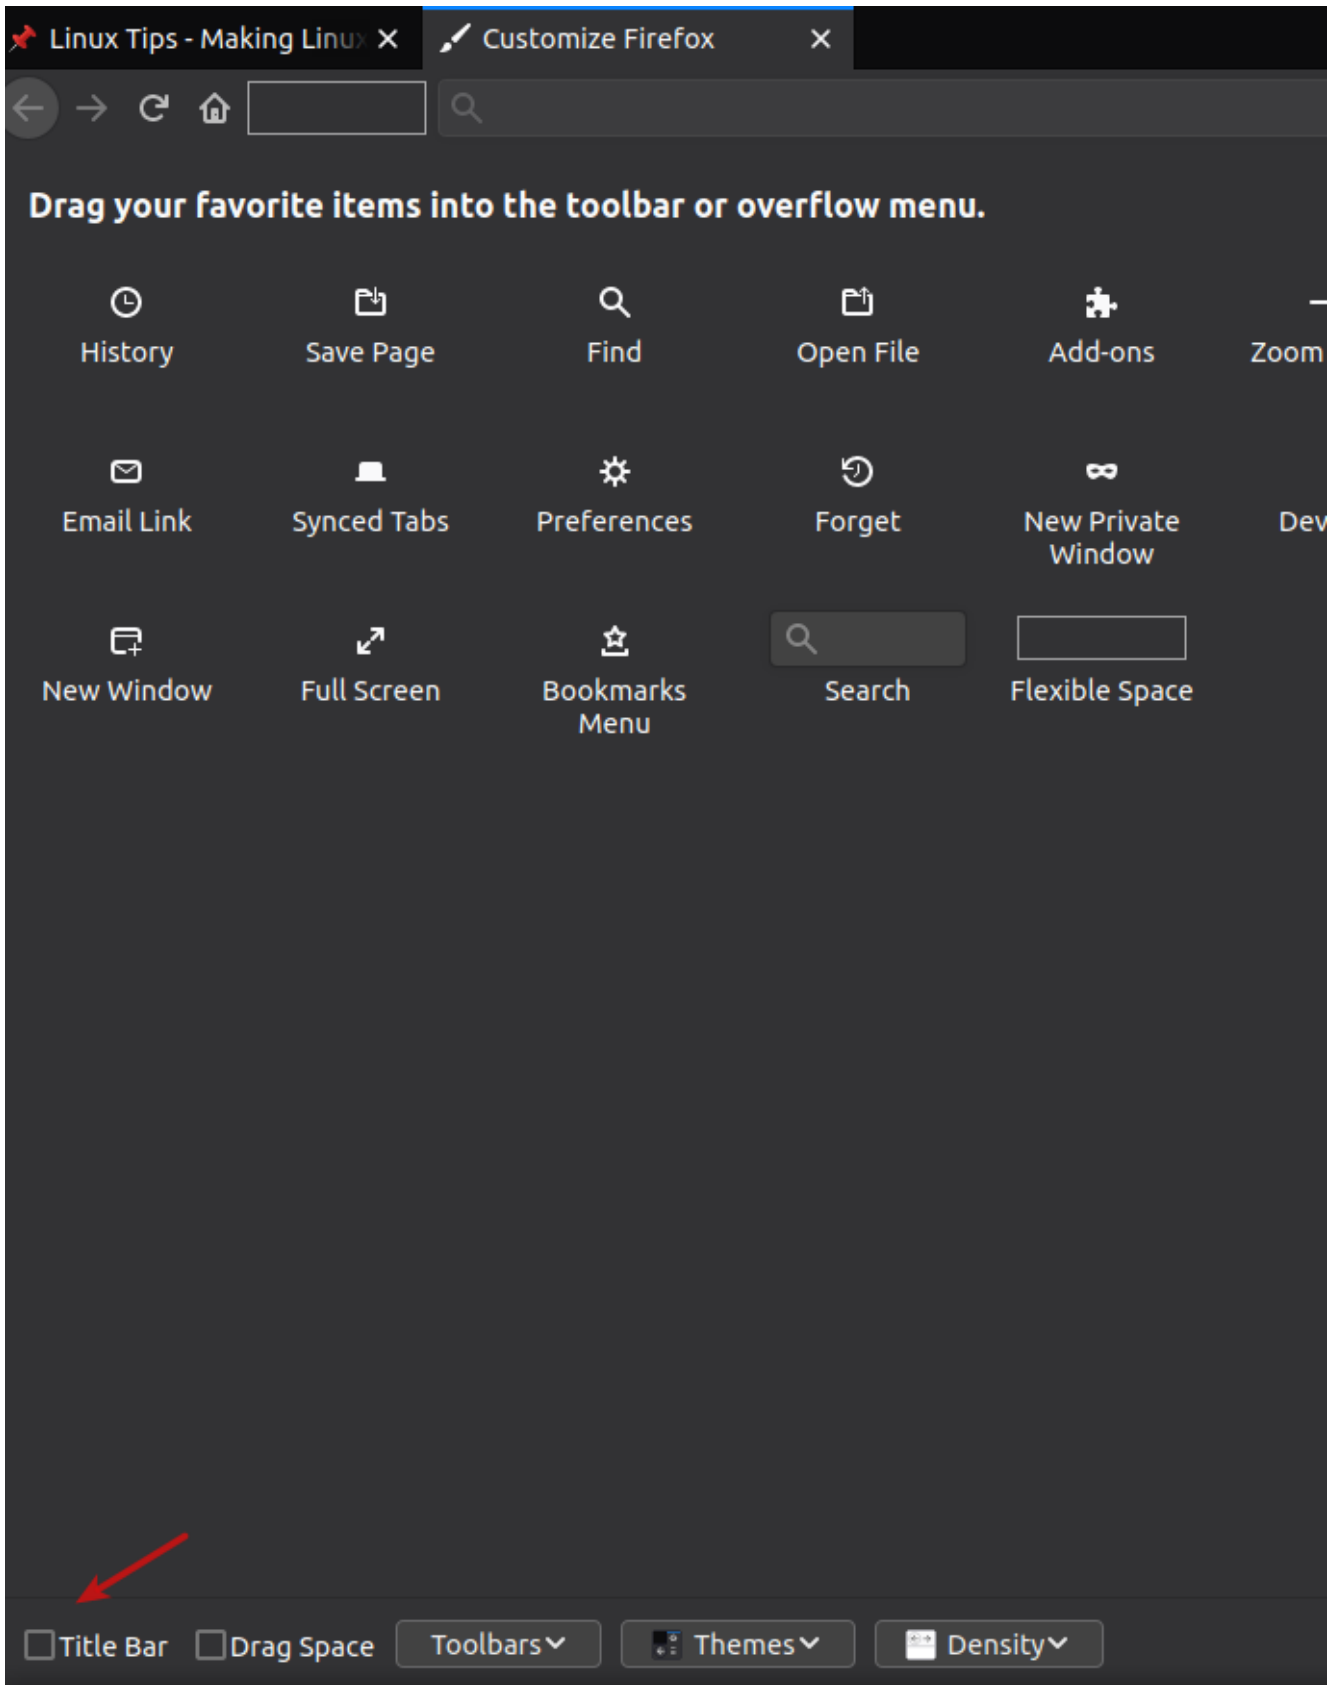 Linux Tips - Making Linux
Customize Firefox
Drag your favorite items into the toolbar or overflow menu.
History Save Page Find Open File Add-ons Zoom
Email Link Synced Tabs Preferences Forget New Private Window
New Window Full Screen Bookmarks Menu Search Flexible Space
Title Bar Drag Space Toolbars Themes Density